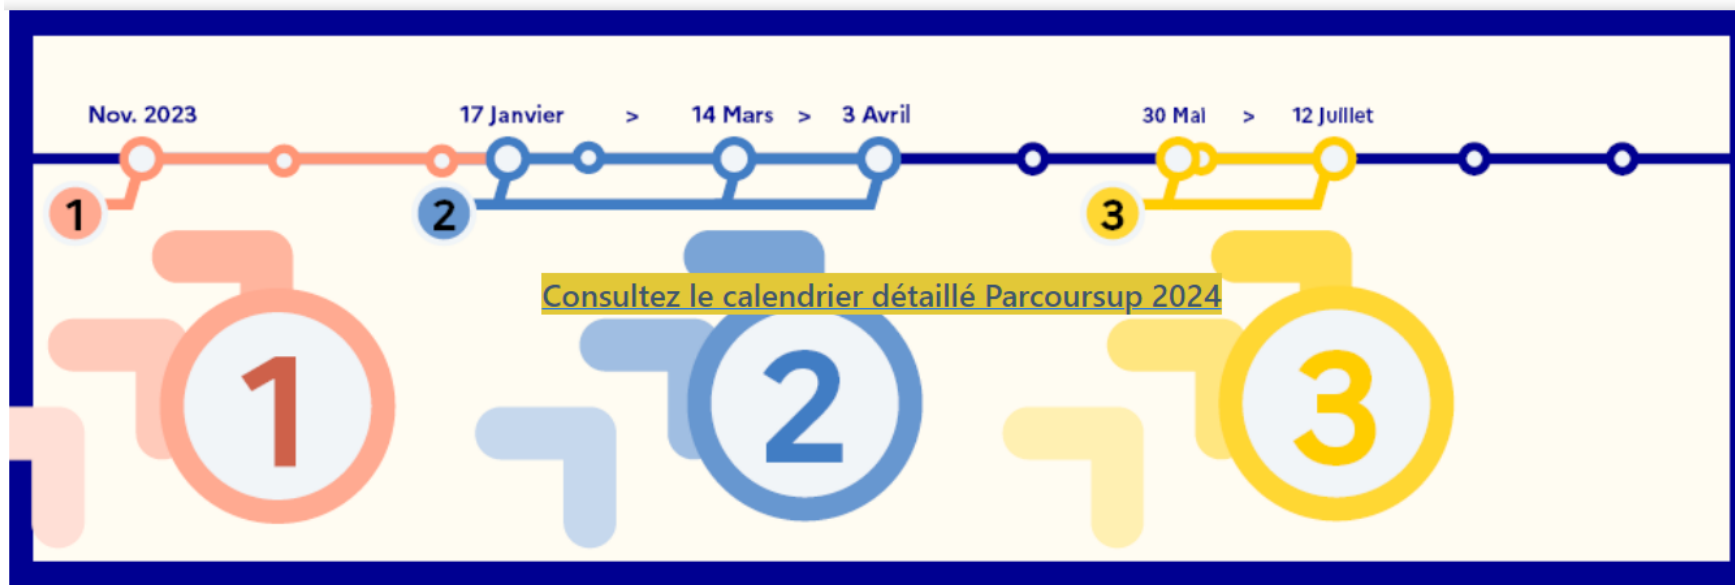 Nov. 2023
17 Janvier > 14 Mars > 3 Avril
30 Mai > 12 Juillet
1
2
3
Consultez le calendrier détaillé Parcoursup 2024
1
2
3